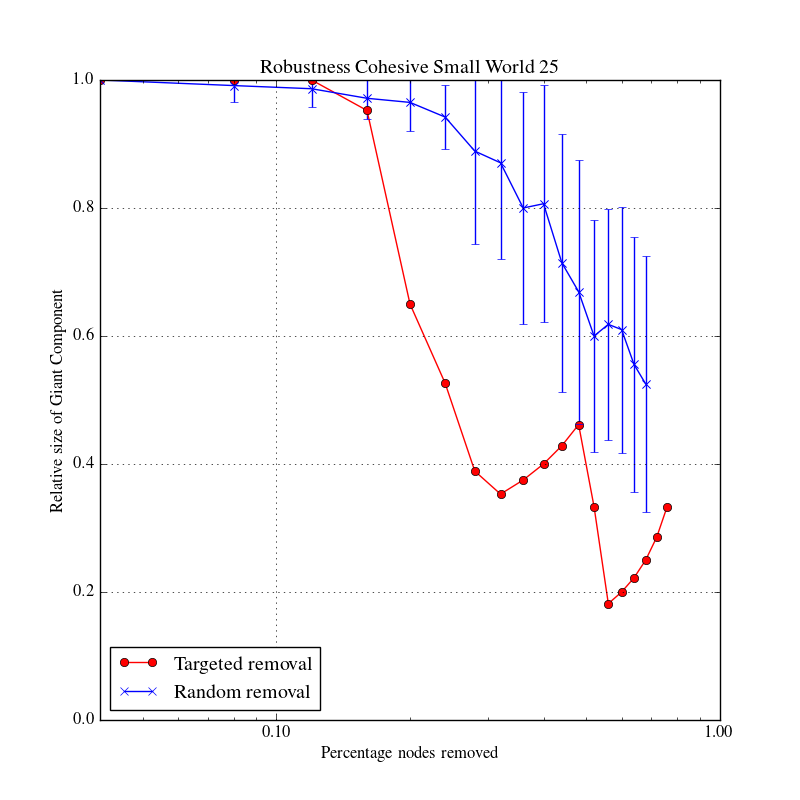 Robustness Cohesive Small World 25
1.0
0.8
0.6
0.4
0.2
0.0
Relative size of Giant Component
Targeted removal
Random removal
0.10
1.00
Percentage nodes removed